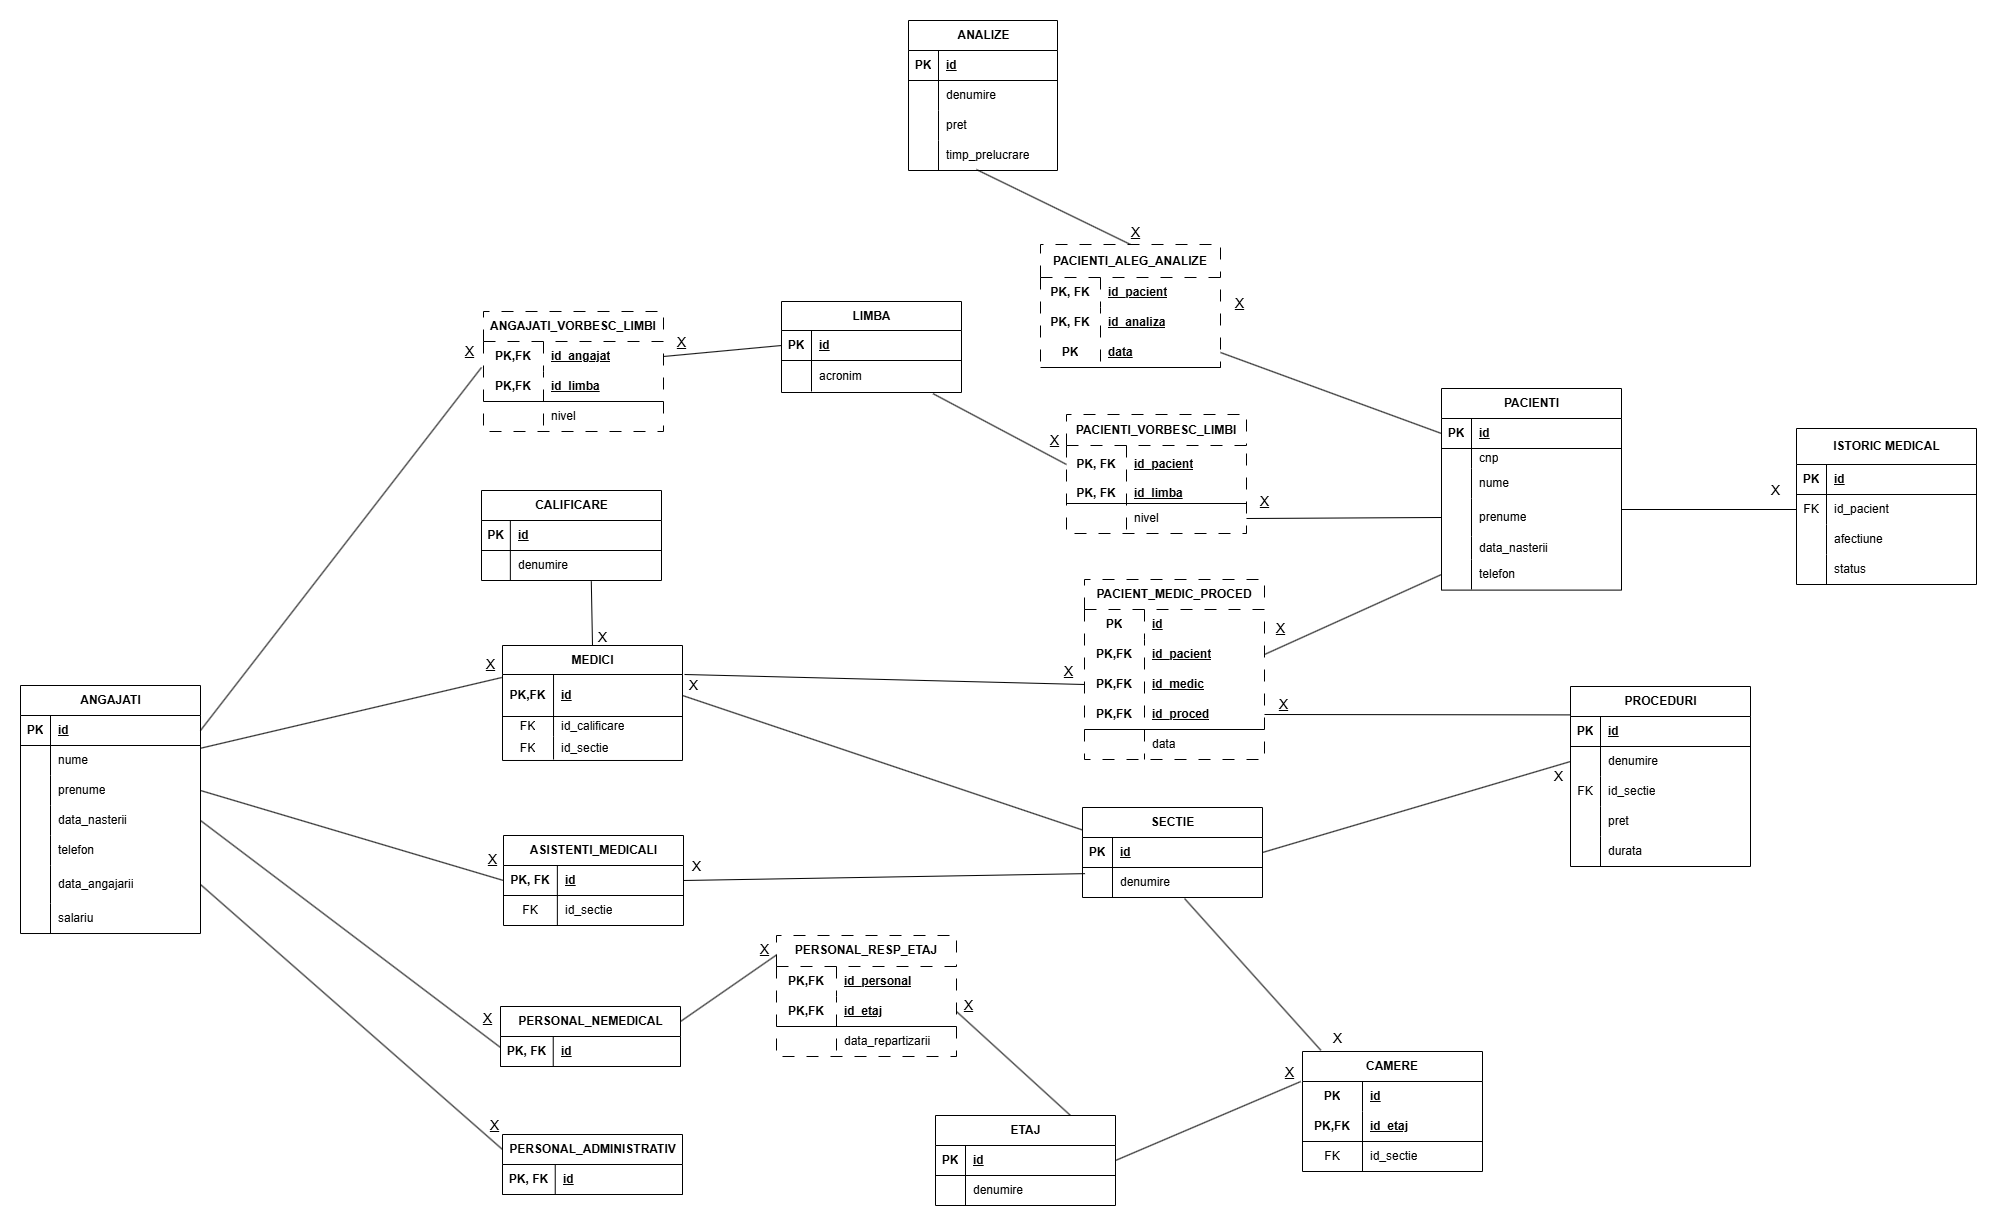 ANALIZE
PK id
denumire
pret
timp_prelucrare
X
PACIENTI_ALEG_ANALIZE
PK, FK id_pacient
PK, FK id_analiza
PK data
X
ANGAJATI_VORBESC_LIMBI
PK,FK id_angajat
PK,FK id_limba
nivel
X
X
LIMBA
PK id
acronim
PACIENTI_VORBESC_LIMBI
PK, FK id_pacient
PK, FK id_limba
nivel
X
X
PACIENTI
PK id
cnp
nume
prenume
data_nasterii
telefon
ISTORIC MEDICAL
PK id
FK id_pacient
afectiune
status
X
CALIFICARE
PK id
denumire
X
MEDICI
PK,FK id
FK id_calificare
FK id_sectie
X
X
PACIENT_MEDIC_PROCED
PK id
PK,FK id_pacient
PK,FK id_medic
PK,FK id_proced
data
X
X
X
ANGAJATI
PK id
nume
prenume
data_nasterii
telefon
data_angajarii
salariu
PROCEDURI
PK id
denumire
FK id_sectie
pret
durata
X
SECTIE
PK id
denumire
ASISTENTI_MEDICALI
PK, FK id
FK id_sectie
X
X
PERSONAL_RESP_ETAJ
PK,FK id_personal
PK,FK id_etaj
data_repartizarii
X
X
PERSONAL_NEMEDICAL
PK, FK id
X
CAMERE
PK id
PK,FK id_etaj
FK id_sectie
X
X
ETAJ
PK id
denumire
X
PERSONAL_ADMINISTRATIV
PK, FK id